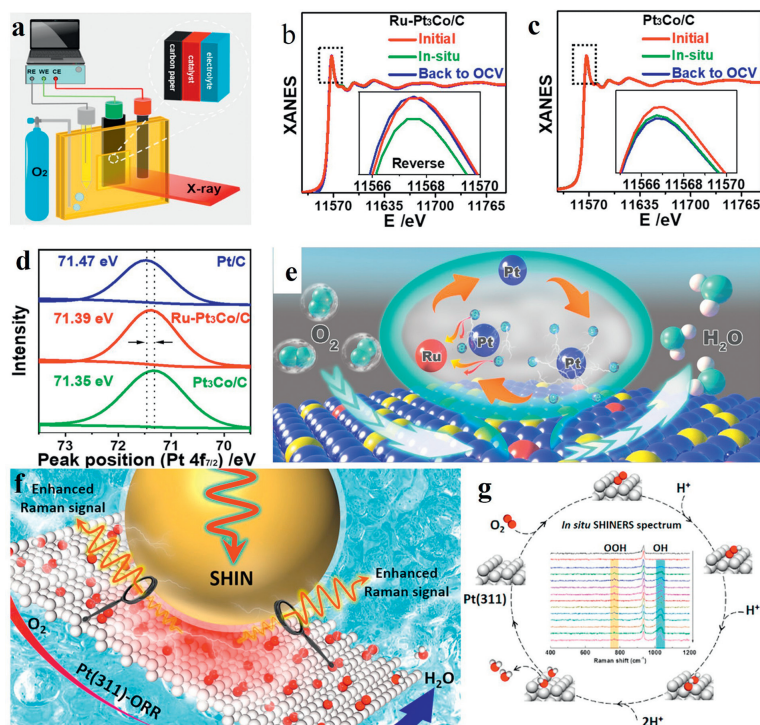 a
RE WE CE
carbon paper
catalyst
electrolyte
O₂
X-ray
b
Ru-Pt₃Co/C
Initial
In-situ
Back to OCV
XANES
Reverse
11566 11568 11570
11570 11635 11700 11765
E /eV
c
Pt₃Co/C
Initial
In-situ
Back to OCV
XANES
11566 11568 11570
11570 11635 11700 11765
E /eV
d
71.47 eV Pt/C
71.39 eV Ru-Pt₃Co/C
71.35 eV Pt₃Co/C
Intensity
73 72 71 70
Peak position (Pt 4f₇/₂) /eV
e
O₂
Pt
Ru
Pt
Pt
H₂O
f
Enhanced
Raman signal
SHIN
Enhanced
Raman signal
O₂
Pt(311)-ORR
H₂O
g
H⁺
O₂
In situ SHINERS spectrum
OOH OH
Pt(311)
H⁺
400 600 800 1000 1200
Raman shift (cm⁻¹)
2H⁺